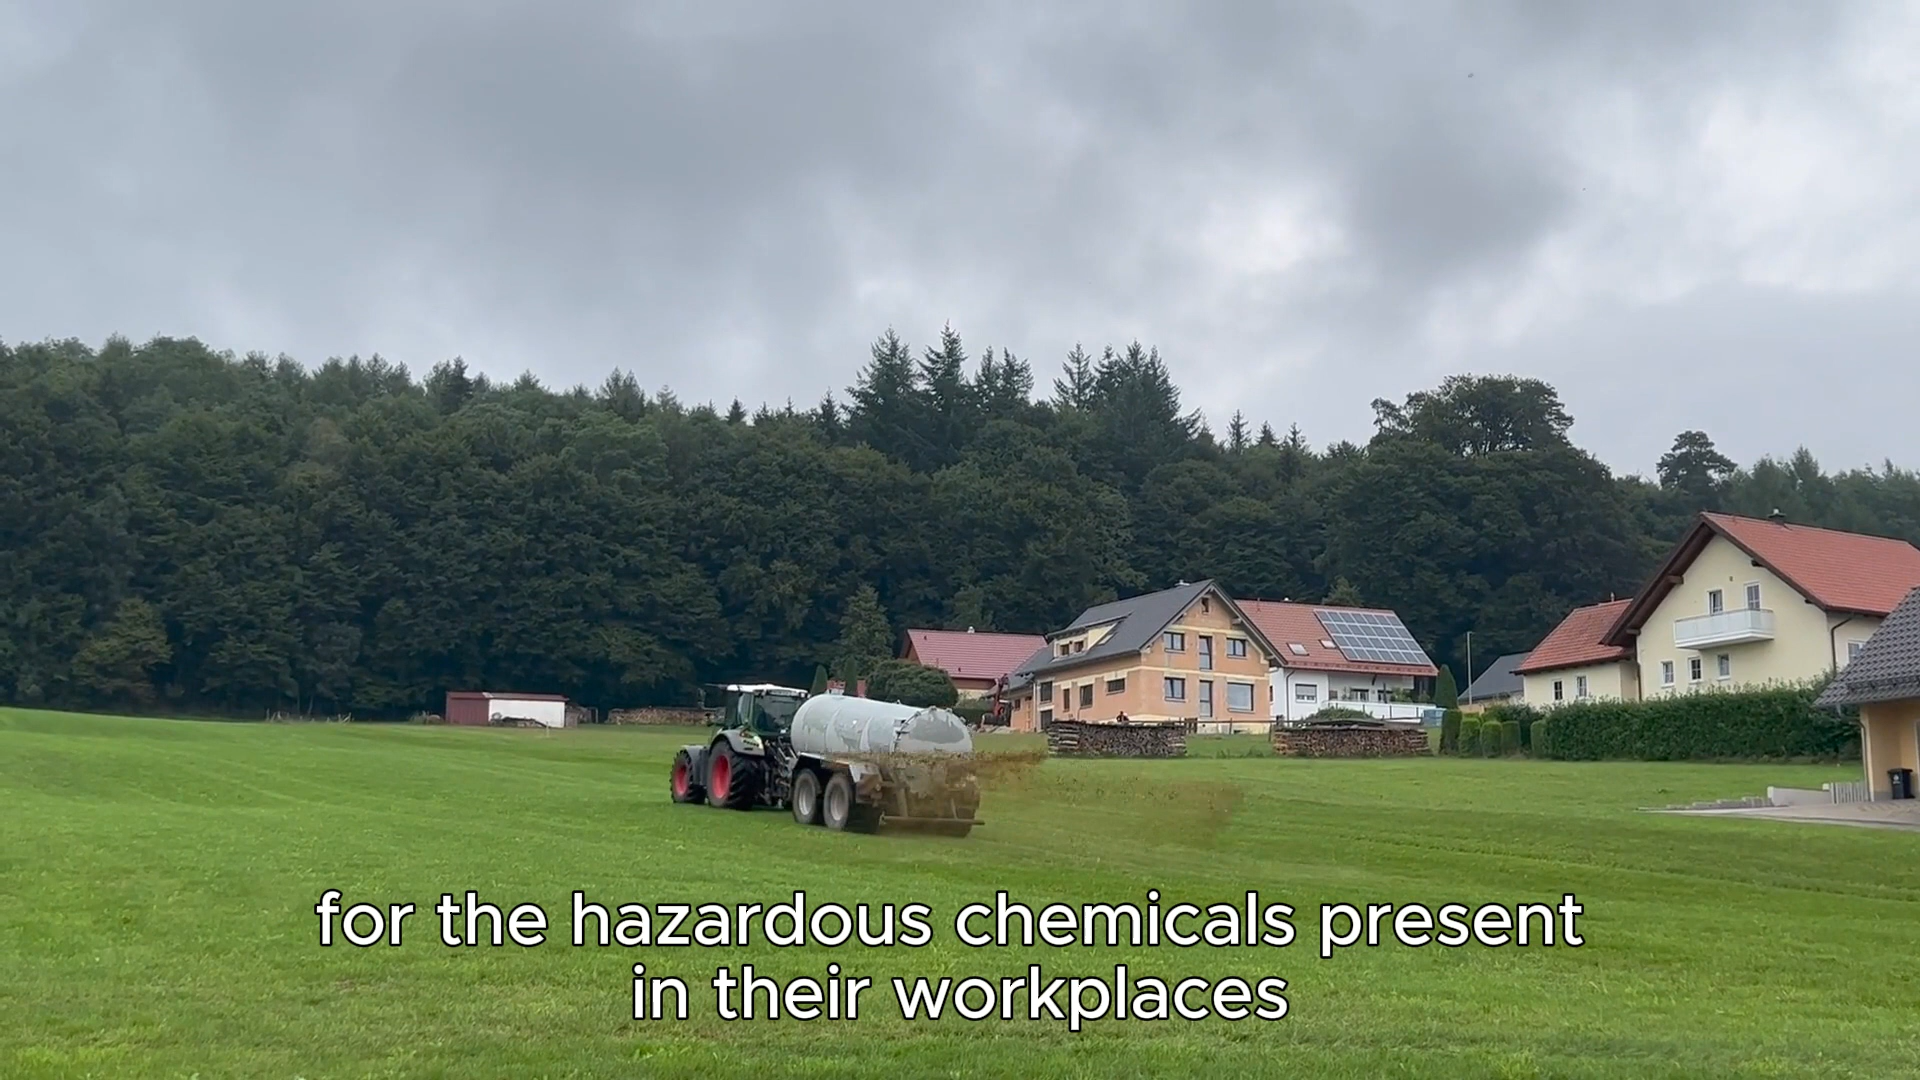 for the hazardous chemicals present
in their workplaces